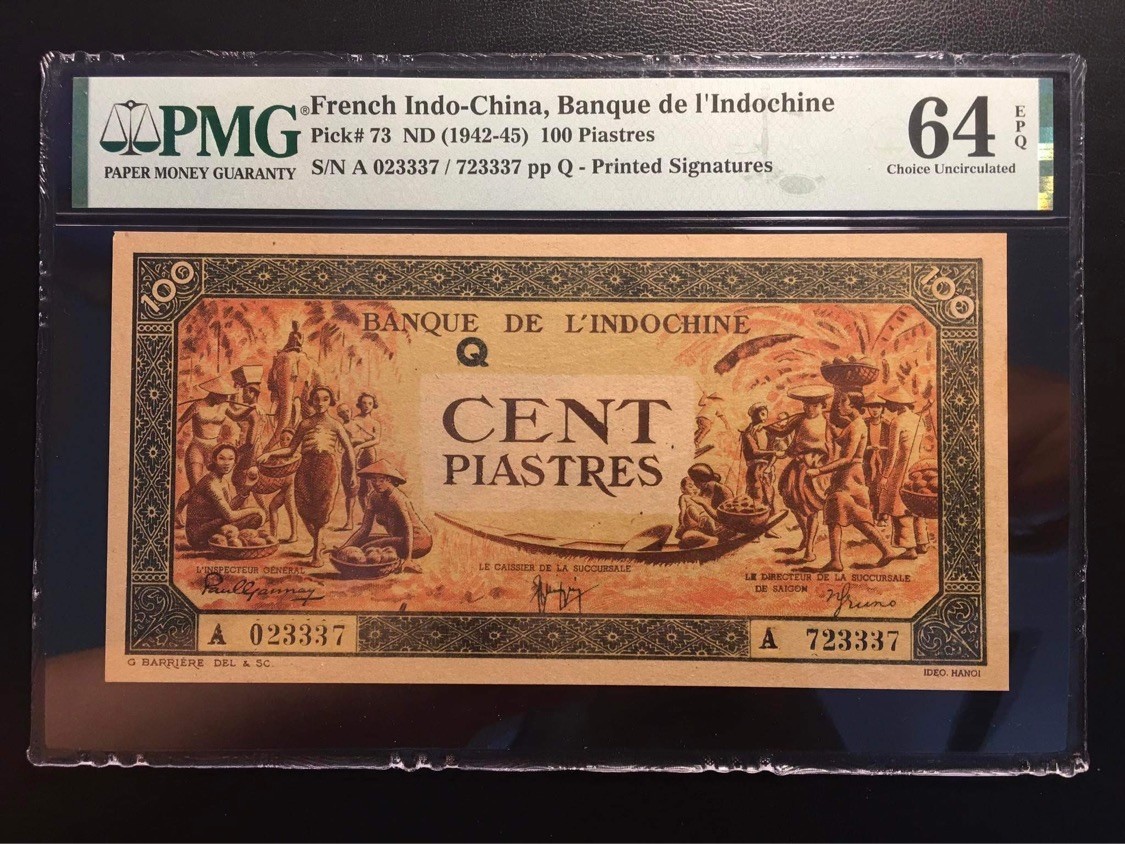 PMG®
PAPER MONEY GUARANTY
French Indo-China, Banque de l'Indochine
Pick# 73 ND (1942-45) 100 Piastres
S/N A 023337 / 723337 pp Q - Printed Signatures
64
EPQ
Choice Uncirculated
100
100
BANQUE DE L'INDOCHINE
Q
CENT
PIASTRES
L'INSPECTEUR GÉNÉRAL
LE CAISSIER DE LA SUCCURSALE
LE DIRECTEUR DE LA SUCCURSALE
DE SAIGON
A 023337
A 723337
G BARRIÈRE DEL & SC.
IDEO. HANOI